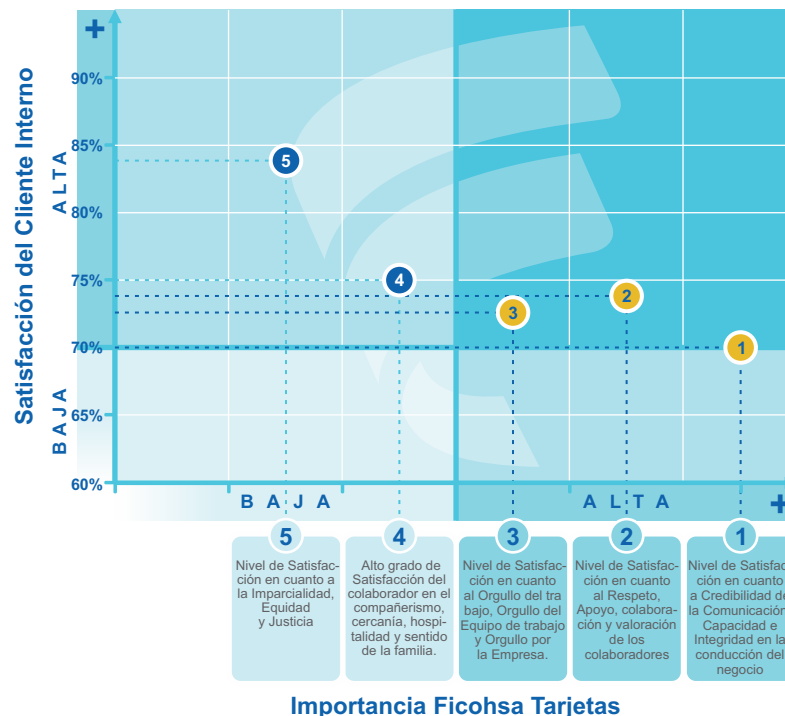 +
Satisfacción del Cliente Interno
ALTA
BAJA
90%
85%
80%
75%
70%
65%
60%
5
4
3
2
1
BAJA
ALTA
+
5
Nivel de Satisfac-
ción en cuanto a
la Imparcialidad,
Equidad
y Justicia
4
Alto grado de
Satisfacción del
colaborador en el
compañerismo,
cercanía, hospi-
talidad y sentido
de la familia.
3
Nivel de Satisfac-
ción en cuanto
al Orgullo del tra
bajo, Orgullo del
Equipo de trabajo
y Orgullo por
la Empresa.
2
Nivel de Satisfac-
ción en cuanto
al Respeto,
Apoyo, colabora-
ción y valoración
de los
colaboradores
1
Nivel de Satisfac-
ción en cuanto
a Credibilidad de
la Comunicación
Capacidad e
Integridad en la
conducción del
negocio
Importancia Ficohsa Tarjetas